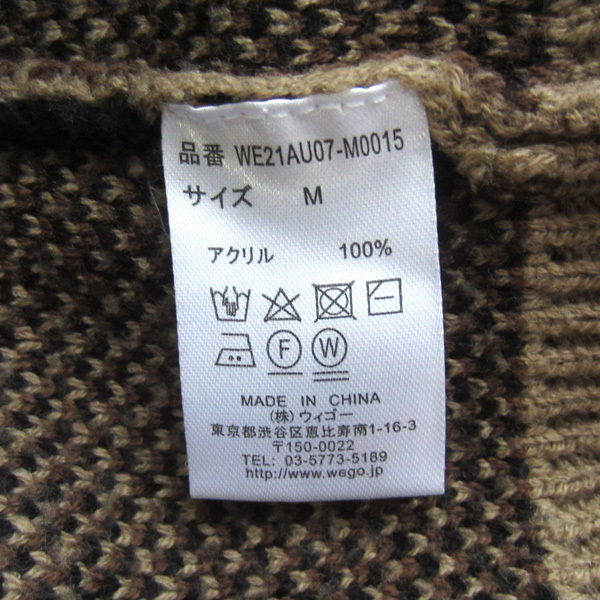 品番 WE21AU07-M0015
サイズ M
アクリル 100%
F W
MADE IN CHINA
(株)ウィゴー
東京都渋谷区恵比寿南1-16-3
〒150-0022
TEL: 03-5773-5189
http://www.wego.jp